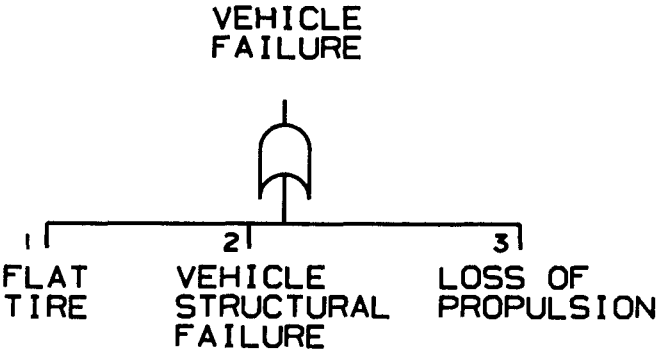 VEHICLE
FAILURE
1
2
3
FLAT
TIRE
VEHICLE
STRUCTURAL
FAILURE
LOSS OF
PROPULSION